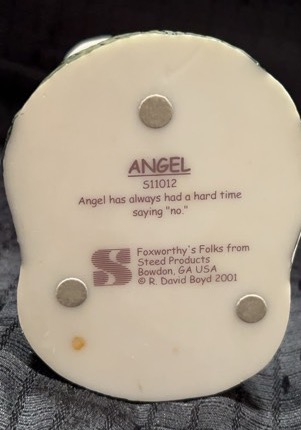 ANGEL
S11012
Angel has always had a hard time
saying "no."
Foxworthy's Folks from
Steed Products
Bowdon, GA USA
© R. David Boyd 2001